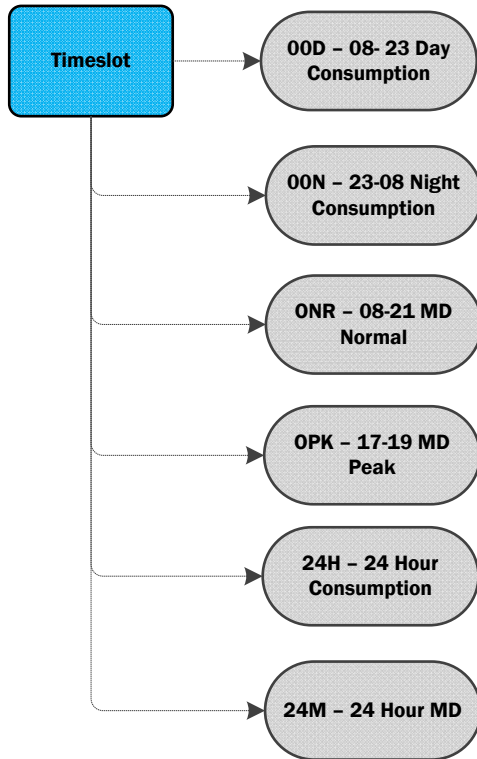 Timeslot
00D – 08- 23 Day
Consumption
00N – 23-08 Night
Consumption
0NR – 08-21 MD
Normal
0PK – 17-19 MD
Peak
24H – 24 Hour
Consumption
24M – 24 Hour MD